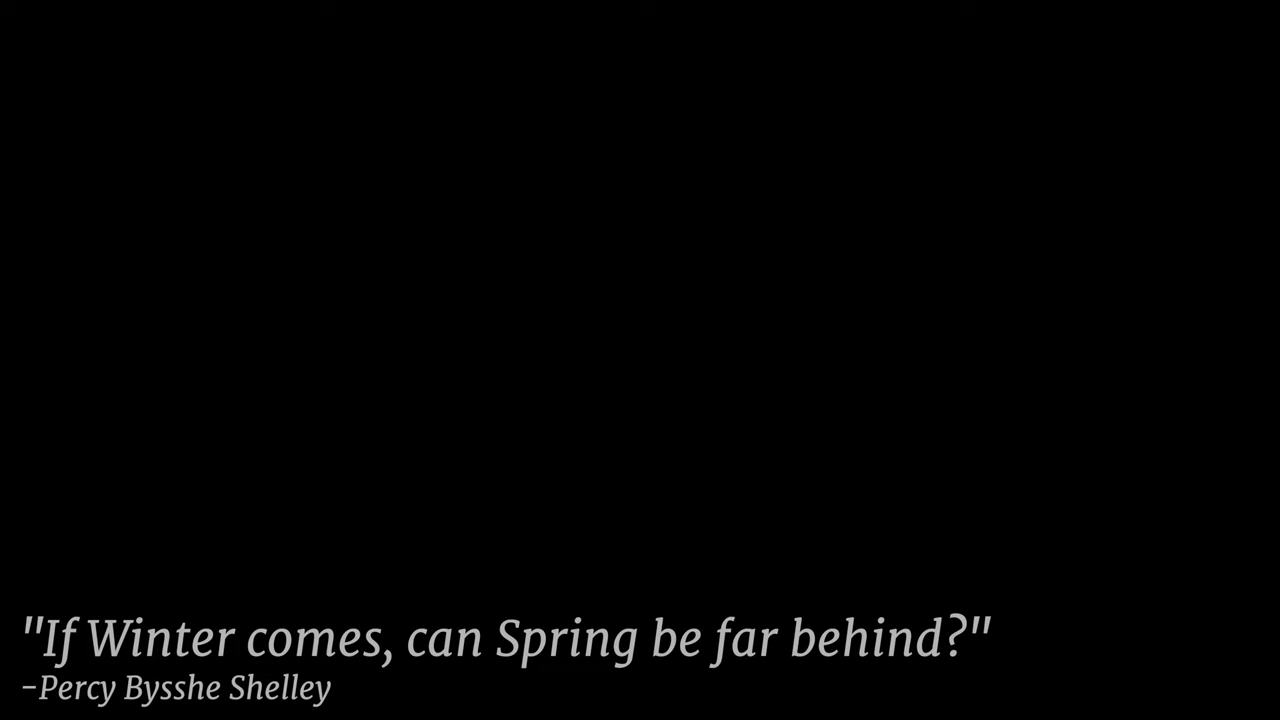 "If Winter comes, can Spring be far behind?"
-Percy Bysshe Shelley